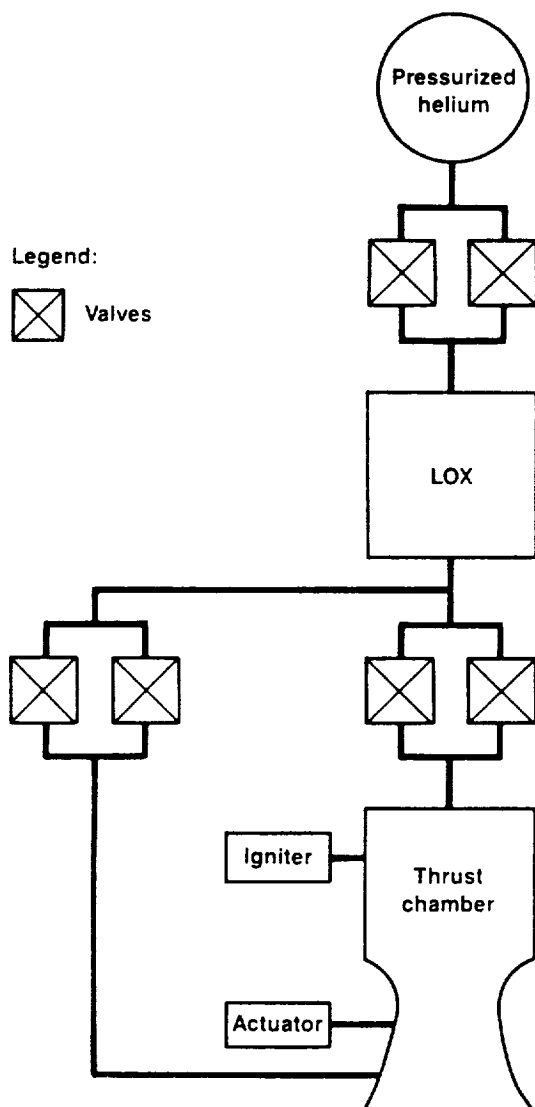 Pressurized
helium
Legend:
Valves
LOX
Igniter
Thrust
chamber
Actuator